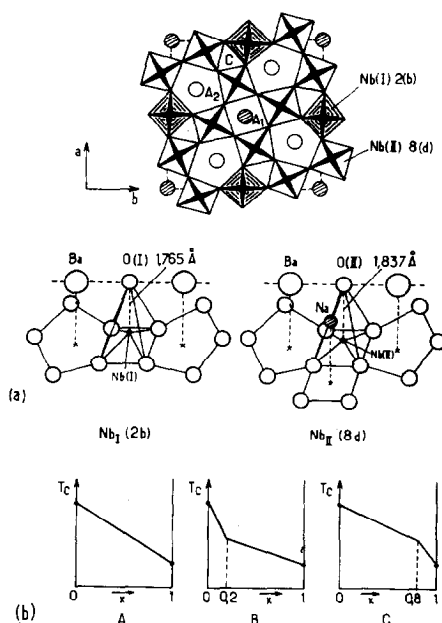 C
Nb(I) 2(b)
A₂
A₁
a
b
Nb(II) 8(d)
Ba
O(I) 1,765 Å
Nb(I)
Ba
O(II) 1,837 Å
Na
Nb(II)
(a)
Nb_I (2b)
Nb_II (8d)
T_C
T_C
T_C
0 x 1
0 0,2 x 1
0 x 0,8 1
(b)
A
B
C